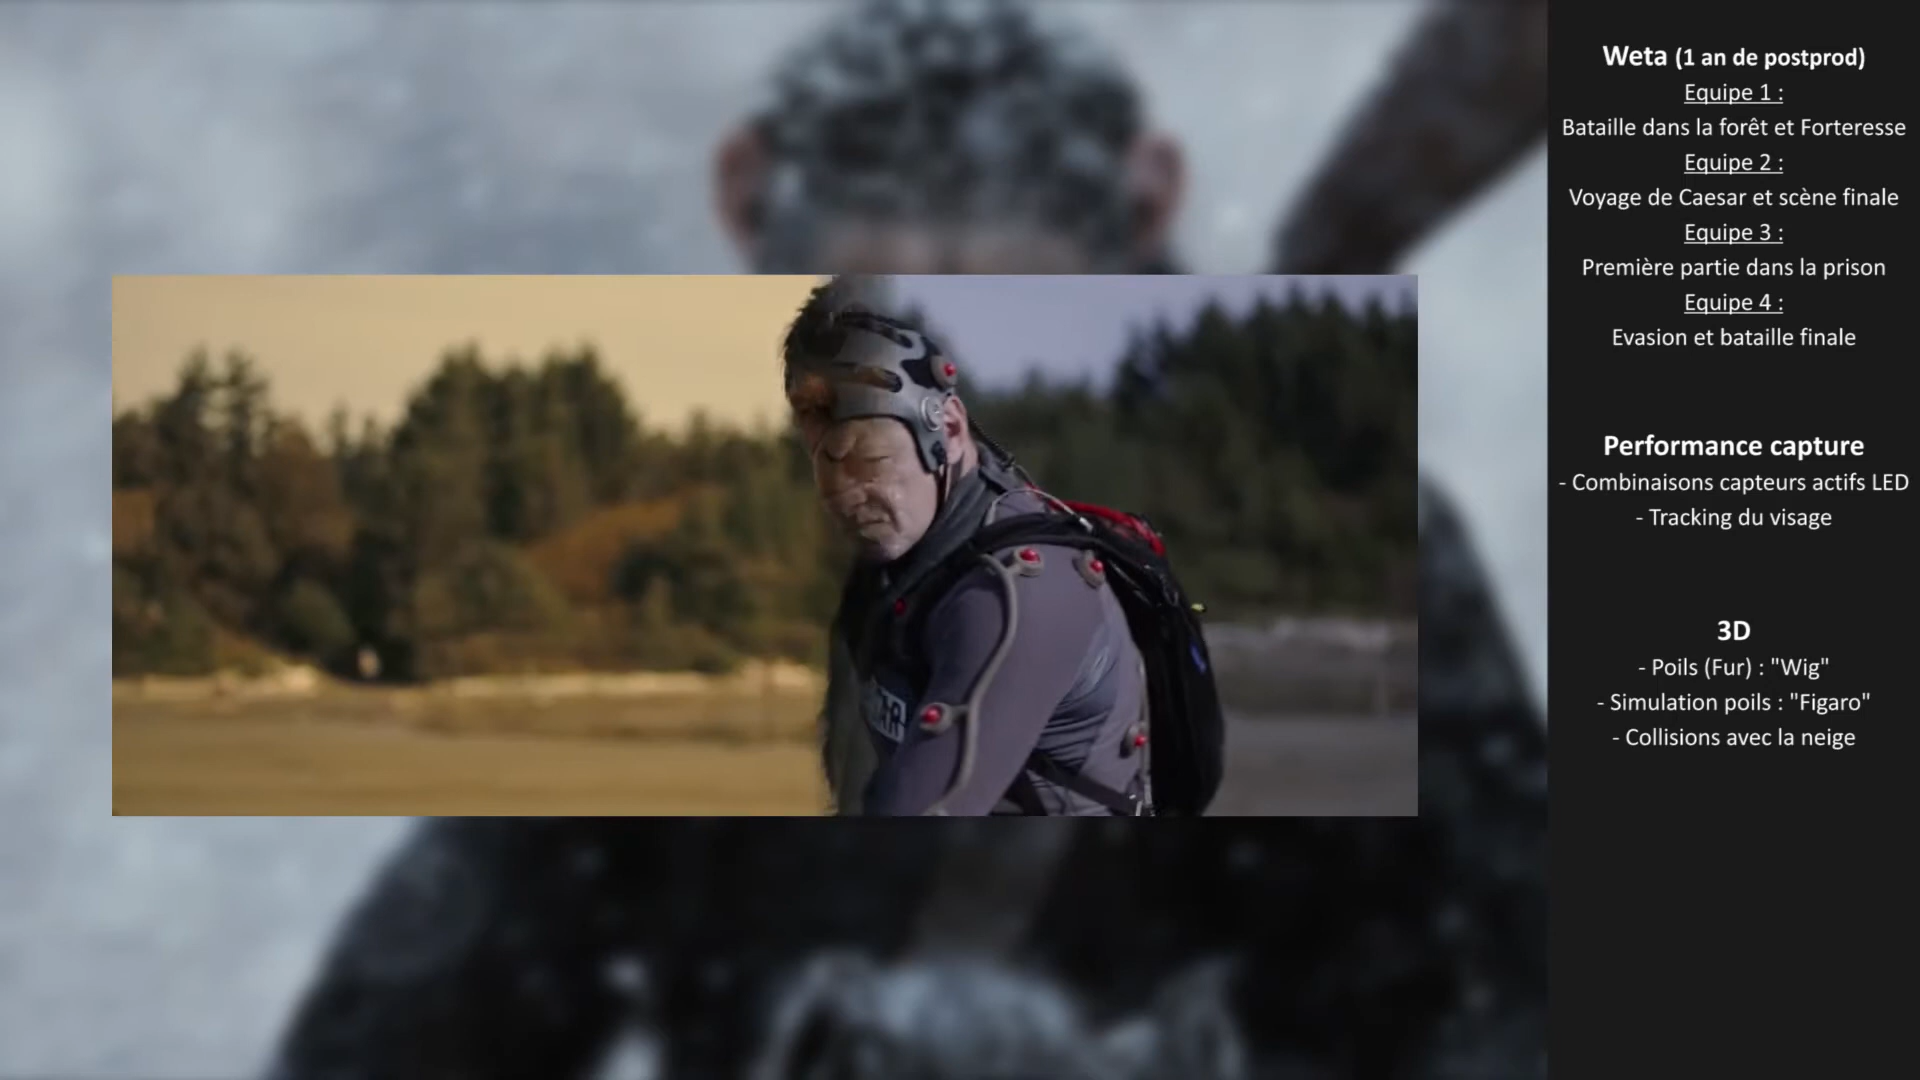 Weta (1 an de postprod)
Equipe 1 :
Bataille dans la forêt et Forteresse
Equipe 2 :
Voyage de Caesar et scène finale
Equipe 3 :
Première partie dans la prison
Equipe 4 :
Evasion et bataille finale
Performance capture
- Combinaisons capteurs actifs LED
- Tracking du visage
3D
- Poils (Fur) : "Wig"
- Simulation poils : "Figaro"
- Collisions avec la neige